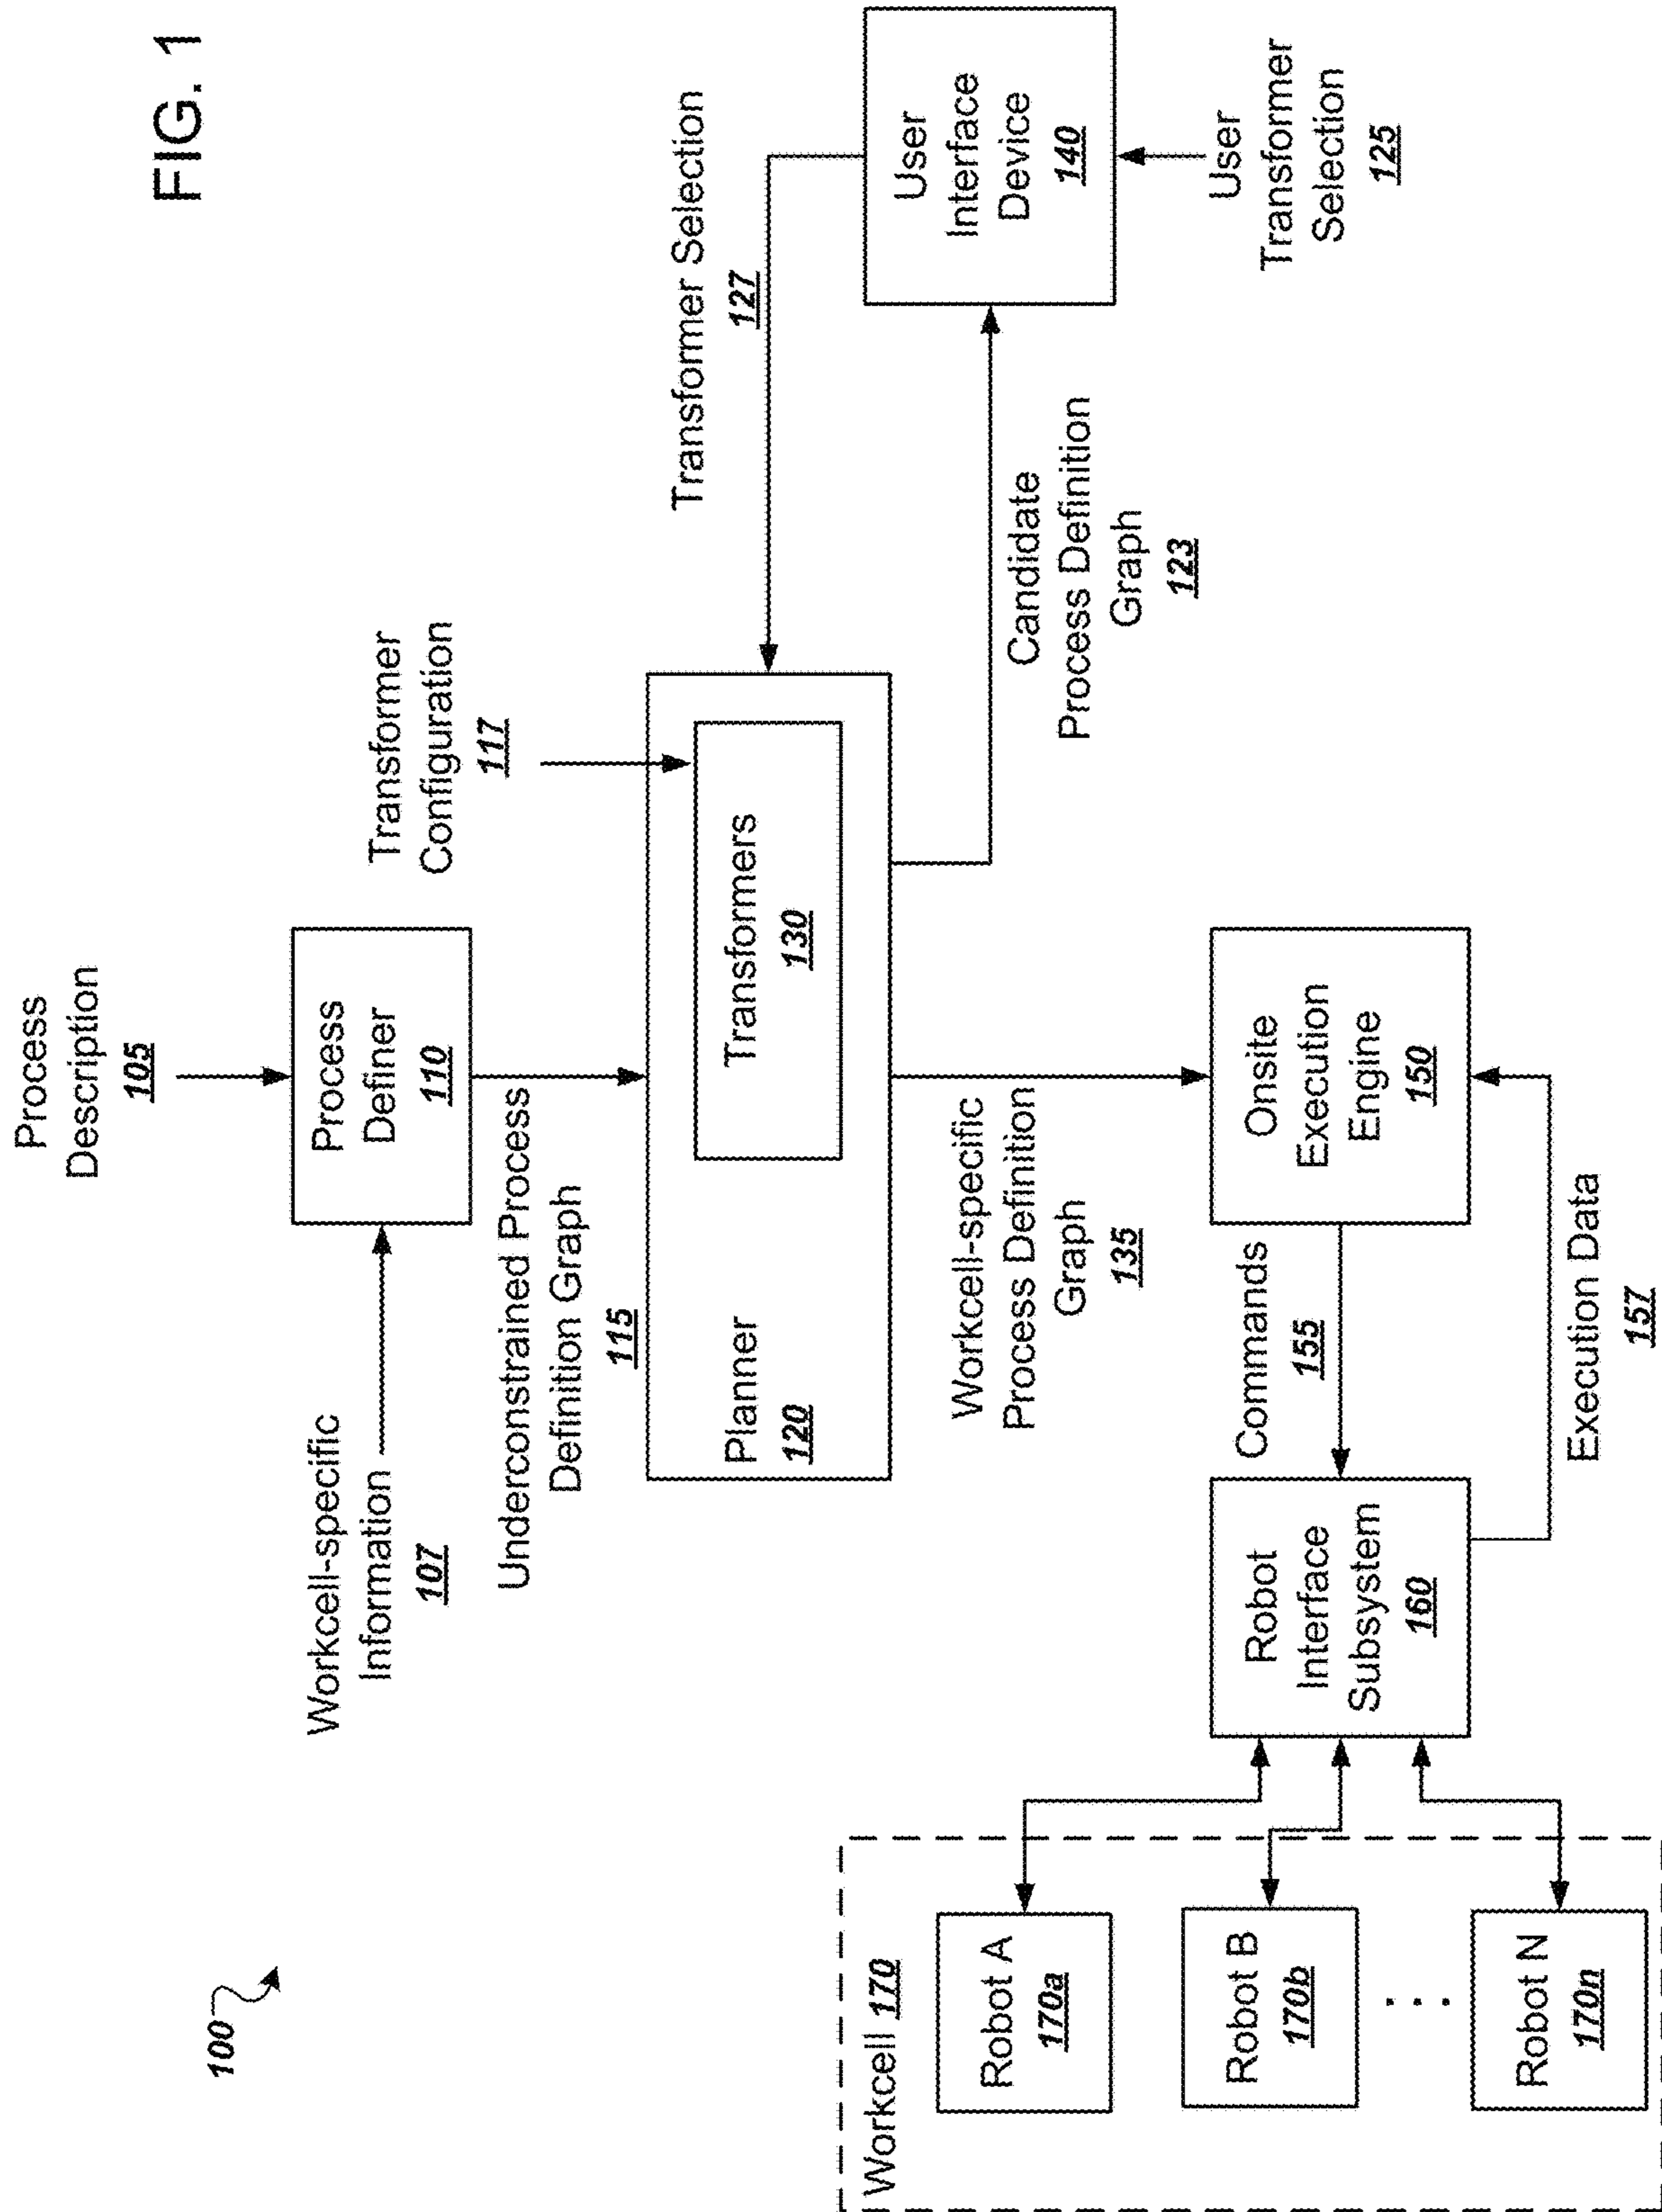 FIG. 1
100
Process
Description
105
Workcell-specific
Information
107
Process
Definer
110
Transformer
Configuration
117
Underconstrained Process
Definition Graph
115
Transformer Selection
127
Planner
120
Transformers
130
User
Interface
Device
140
User
Transformer
Selection
125
Candidate
Process Definition
Graph
123
Workcell-specific
Process Definition
Graph
135
Workcell 170
Robot A
170a
Robot B
170b
. . .
Robot N
170n
Robot
Interface
Subsystem
160
Commands
155
Onsite
Execution
Engine
150
Execution Data
157